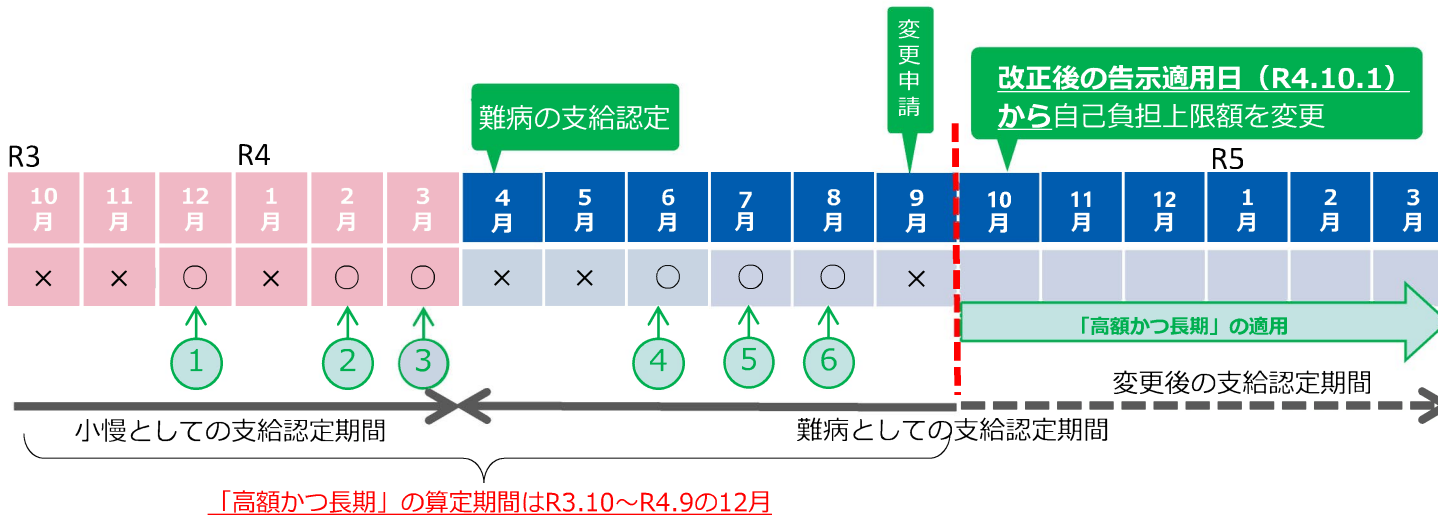 変更申請
改正後の告示適用日（R4.10.1）
から自己負担上限額を変更
難病の支給認定
R3 R4 R5
10月 11月 12月 1月 2月 3月 4月 5月 6月 7月 8月 9月 10月 11月 12月 1月 2月 3月
× × ○ × ○ ○ × × ○ ○ ○ ×
「高額かつ長期」の適用
1 2 3 4 5 6
変更後の支給認定期間
小慢としての支給認定期間 難病としての支給認定期間
「高額かつ長期」の算定期間はR3.10～R4.9の12月